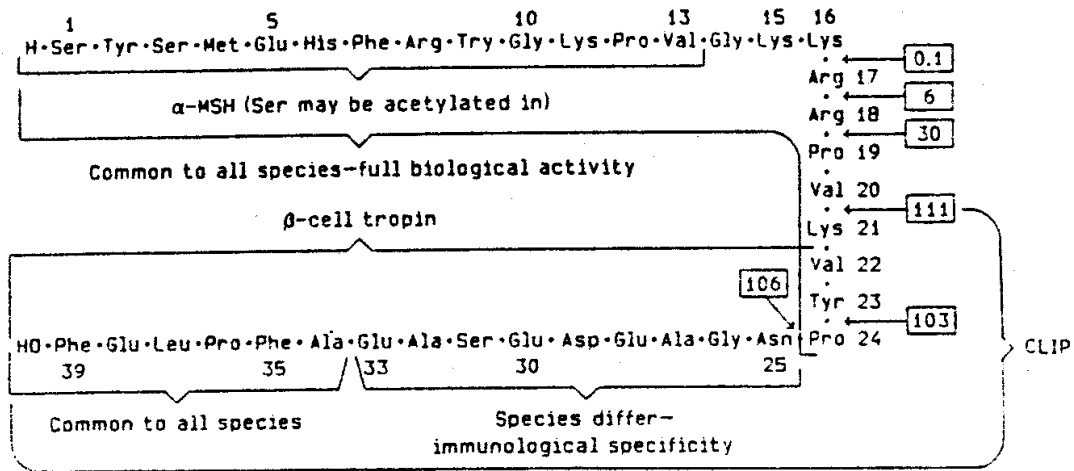 1 5 10 13 15 16
H·Ser·Tyr·Ser·Met·Glu·His·Phe·Arg·Try·Gly·Lys·Pro·Val·Gly·Lys·Lys
0.1
Arg 17
α-MSH (Ser may be acetylated in)
6
Arg 18
30
Pro 19
Common to all species-full biological activity
Val 20
β-cell tropin
111
Lys 21
Val 22
106
Tyr 23
103
HO·Phe·Glu·Leu·Pro·Phe·Ala·Glu·Ala·Ser·Glu·Asp·Glu·Ala·Gly·Asn Pro 24
CLIP
39 35 33 30 25
Common to all species
Species differ-
immunological specificity